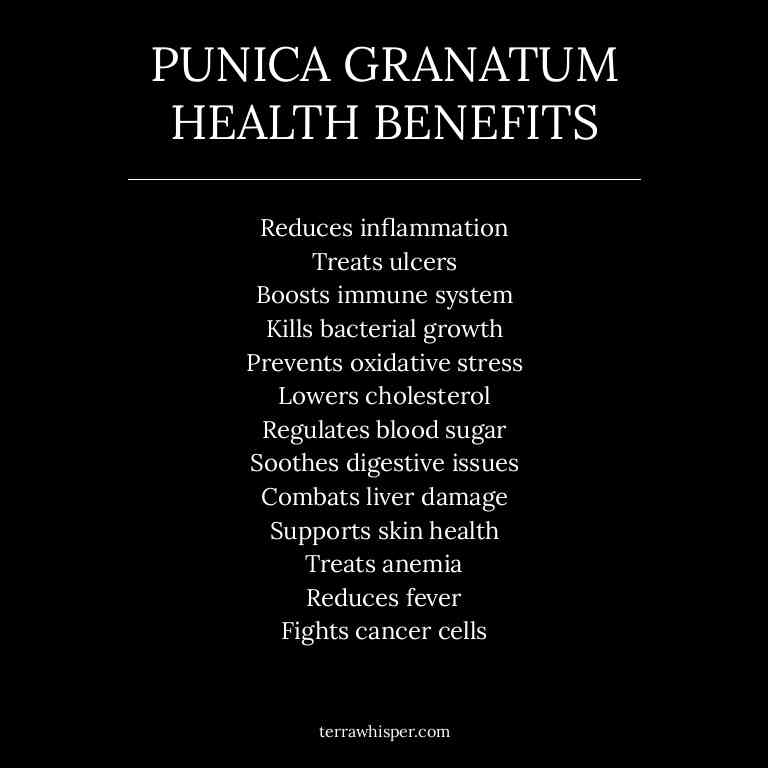 PUNICA GRANATUM
HEALTH BENEFITS
Reduces inflammation
Treats ulcers
Boosts immune system
Kills bacterial growth
Prevents oxidative stress
Lowers cholesterol
Regulates blood sugar
Soothes digestive issues
Combats liver damage
Supports skin health
Treats anemia
Reduces fever
Fights cancer cells
terrawhisper.com